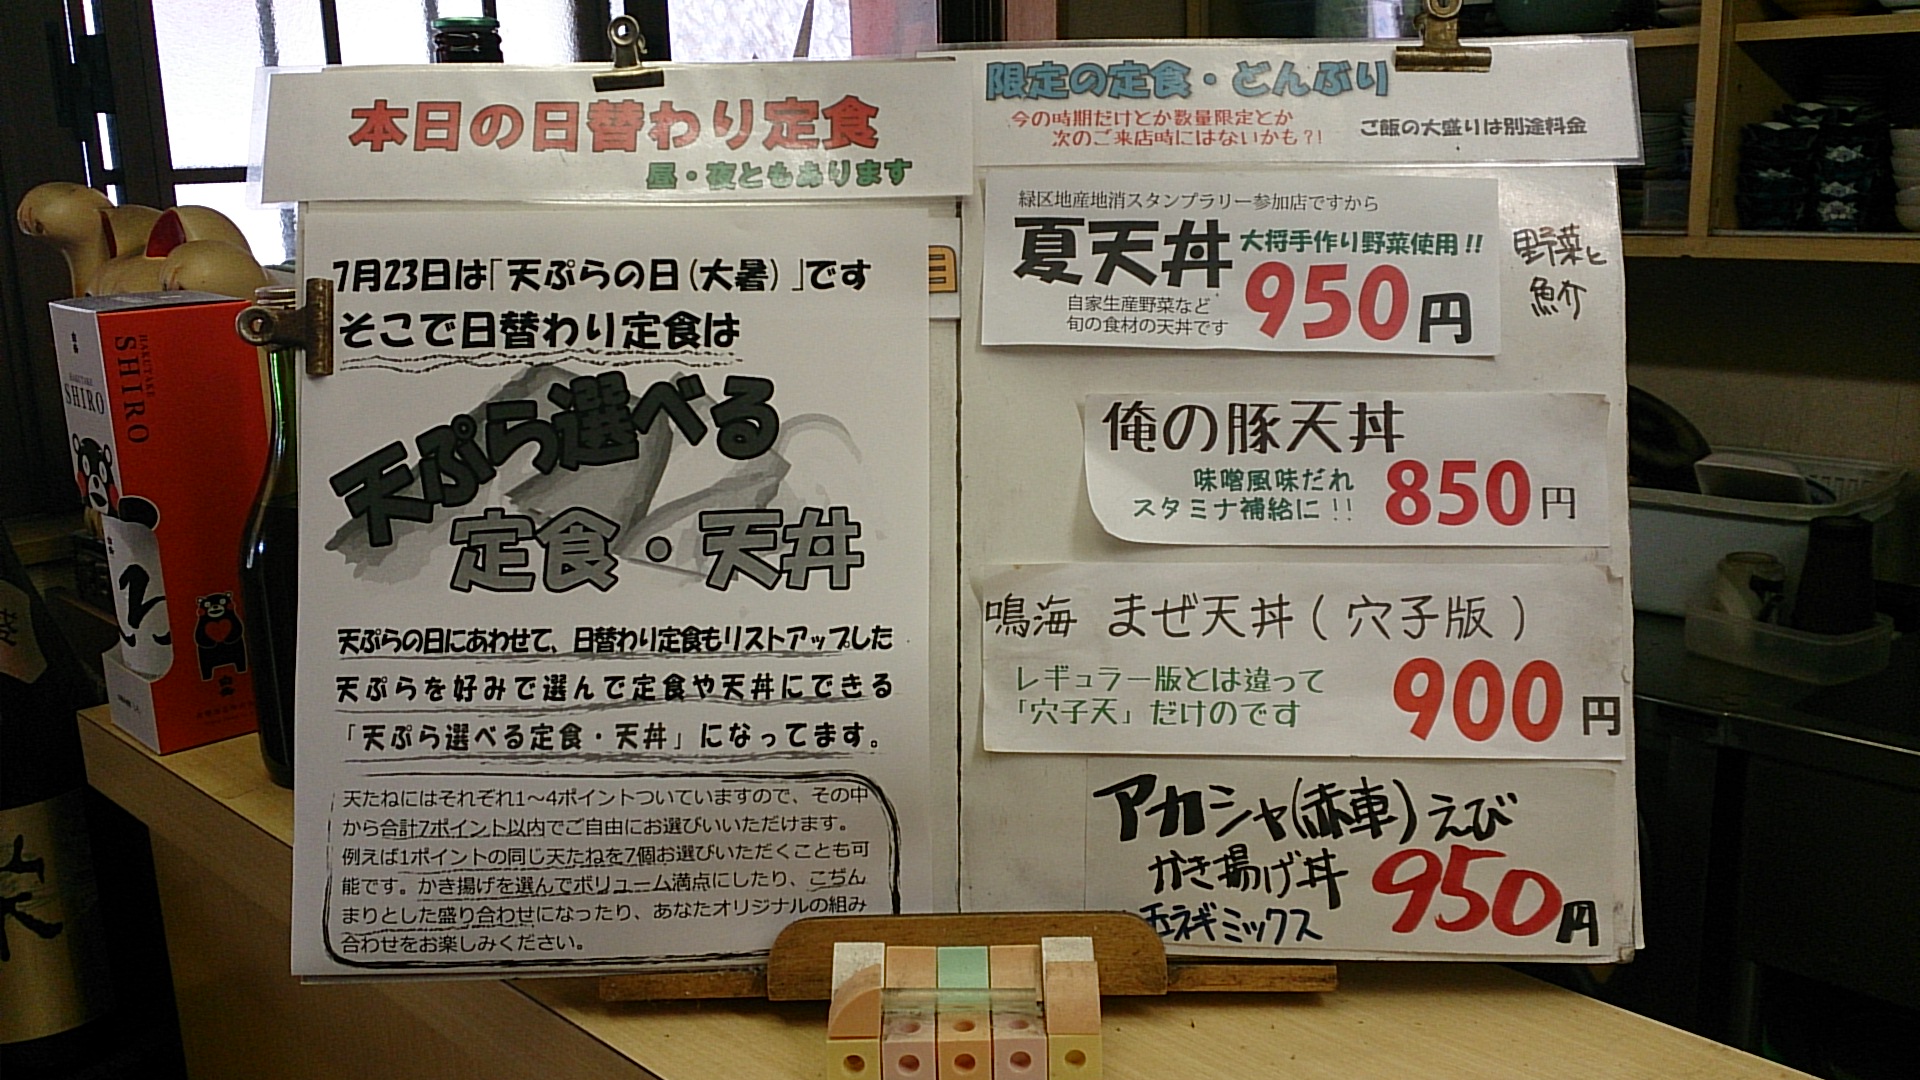 本日の日替わり定食
昼・夜ともあります
7月23日は「天ぷらの日(大暑)」です
そこで日替わり定食は
天ぷら選べる
定食・天丼
天ぷらの日にあわせて、日替わり定食もリストアップした
天ぷらを好みで選んで定食や天丼にできる
「天ぷら選べる定食・天丼」になってます。
天たねにはそれぞれ1～4ポイントついていますので、その中
から合計7ポイント以内でご自由にお選びいいただけます。
例えば1ポイントの同じ天たねを7個お選びいただくことも可
能です。かき揚げを選んでボリューム満点にしたり、こぢん
まりとした盛り合わせになったり、あなたオリジナルの組み
合わせをお楽しみください。
限定の定食・どんぶり
今の時期だけとか数量限定とか
次のご来店時にはないかも?!
ご飯の大盛りは別途料金
緑区地産地消スタンプラリー参加店ですから
夏天丼
大将手作り野菜使用!!
950円
自家生産野菜など
旬の食材の天丼です
野菜と
魚介
俺の豚天丼
味噌風味だれ
スタミナ補給に!!
850円
鳴海 まぜ天丼(穴子版)
レギュラー版とは違って
「穴子天」だけのです
900円
アカシャ(赤車)えび
かき揚げ丼
950円
玉ネギミックス
HAKUTAKE
SHIRO
HAKUTAKE
SHIRO